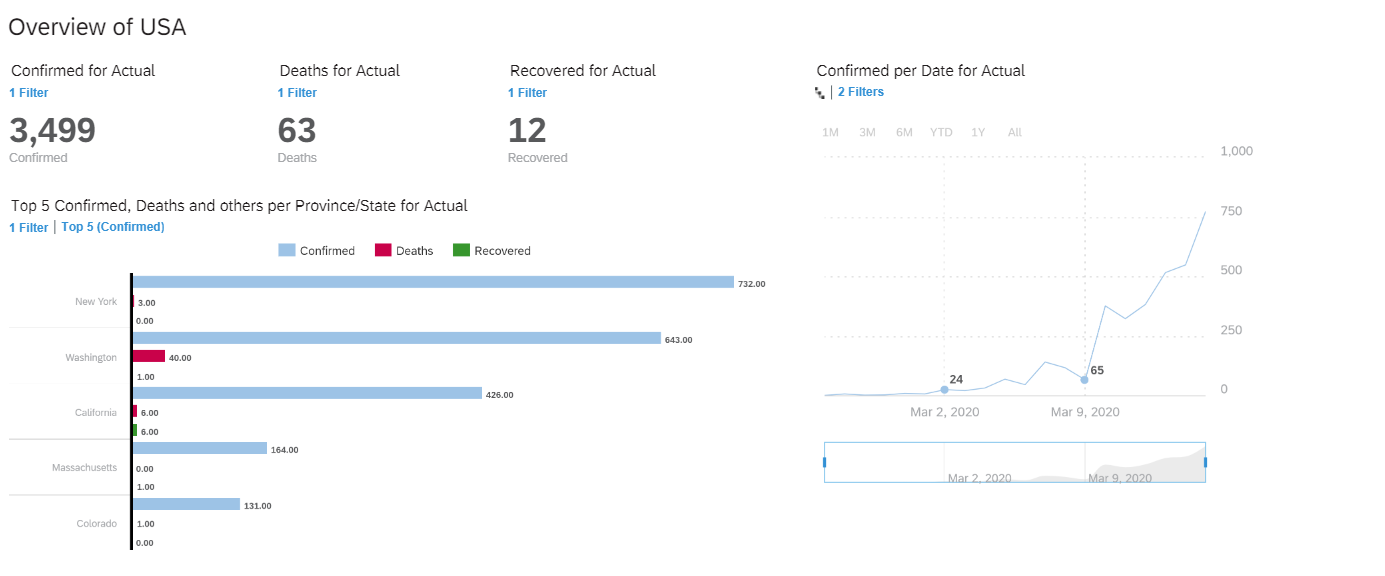 Overview of USA
Confirmed for Actual
1 Filter
3,499
Confirmed
Deaths for Actual
1 Filter
63
Deaths
Recovered for Actual
1 Filter
12
Recovered
Top 5 Confirmed, Deaths and others per Province/State for Actual
1 Filter | Top 5 (Confirmed)
Confirmed Deaths Recovered
New York
732.00
3.00
0.00
Washington
643.00
40.00
1.00
California
426.00
6.00
6.00
Massachusetts
164.00
0.00
1.00
Colorado
131.00
1.00
0.00
Confirmed per Date for Actual
| 2 Filters
1M 3M 6M YTD 1Y All
1,000
750
500
250
0
24
65
Mar 2, 2020 Mar 9, 2020
Mar 2, 2020 Mar 9, 2020